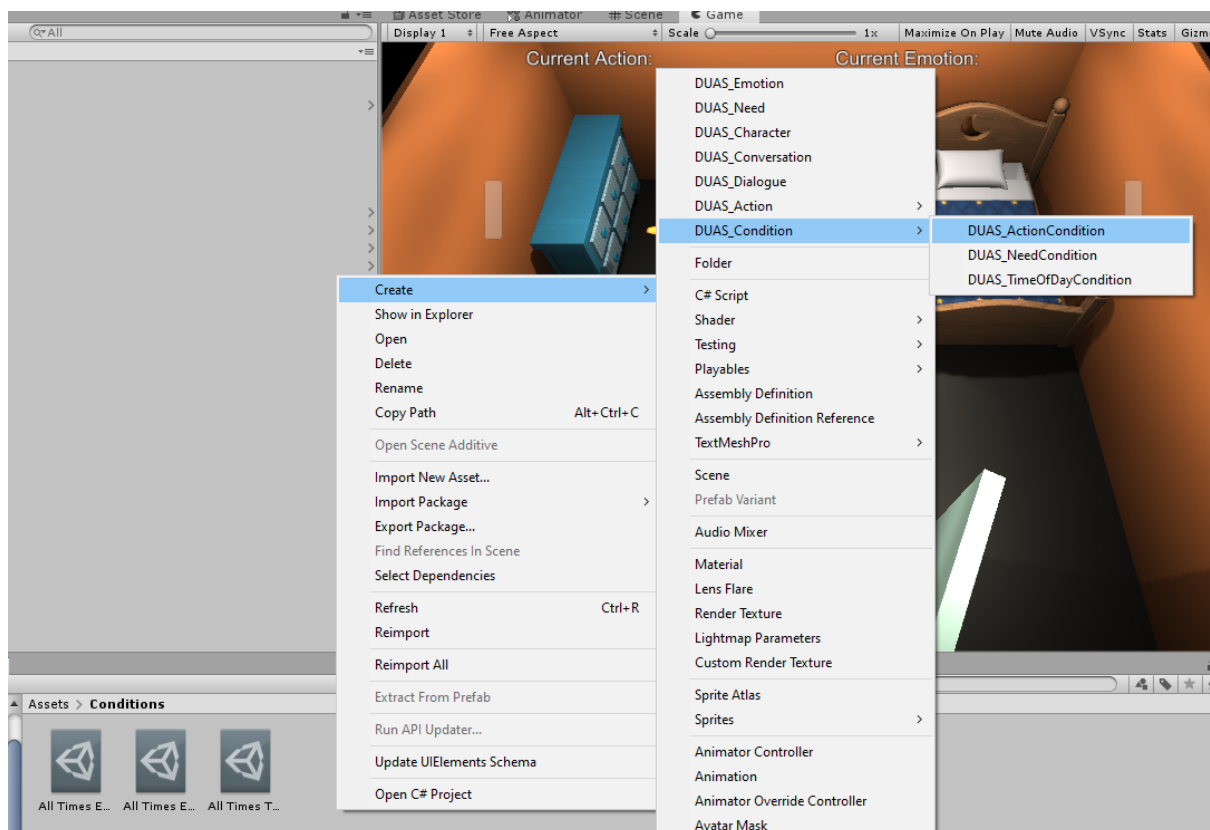 Asset Store
Animator
Scene
Game
All
Display 1
Free Aspect
Scale
1x
Maximize On Play
Mute Audio
VSync
Stats
Current Action:
Current Emotion:
DUAS_Emotion
DUAS_Need
DUAS_Character
DUAS_Conversation
DUAS_Dialogue
DUAS_Action
DUAS_Condition
DUAS_ActionCondition
DUAS_NeedCondition
DUAS_TimeOfDayCondition
Folder
C# Script
Shader
Testing
Playables
Assembly Definition
Assembly Definition Reference
TextMeshPro
Scene
Prefab Variant
Audio Mixer
Material
Lens Flare
Render Texture
Lightmap Parameters
Custom Render Texture
Sprite Atlas
Sprites
Animator Controller
Animation
Animator Override Controller
Avatar Mask
Create
Show in Explorer
Open
Delete
Rename
Copy Path Alt+Ctrl+C
Open Scene Additive
Import New Asset...
Import Package
Export Package...
Find References In Scene
Select Dependencies
Refresh Ctrl+R
Reimport
Reimport All
Extract From Prefab
Run API Updater...
Update UIElements Schema
Open C# Project
Assets > Conditions
All Times E...
All Times E...
All Times T...